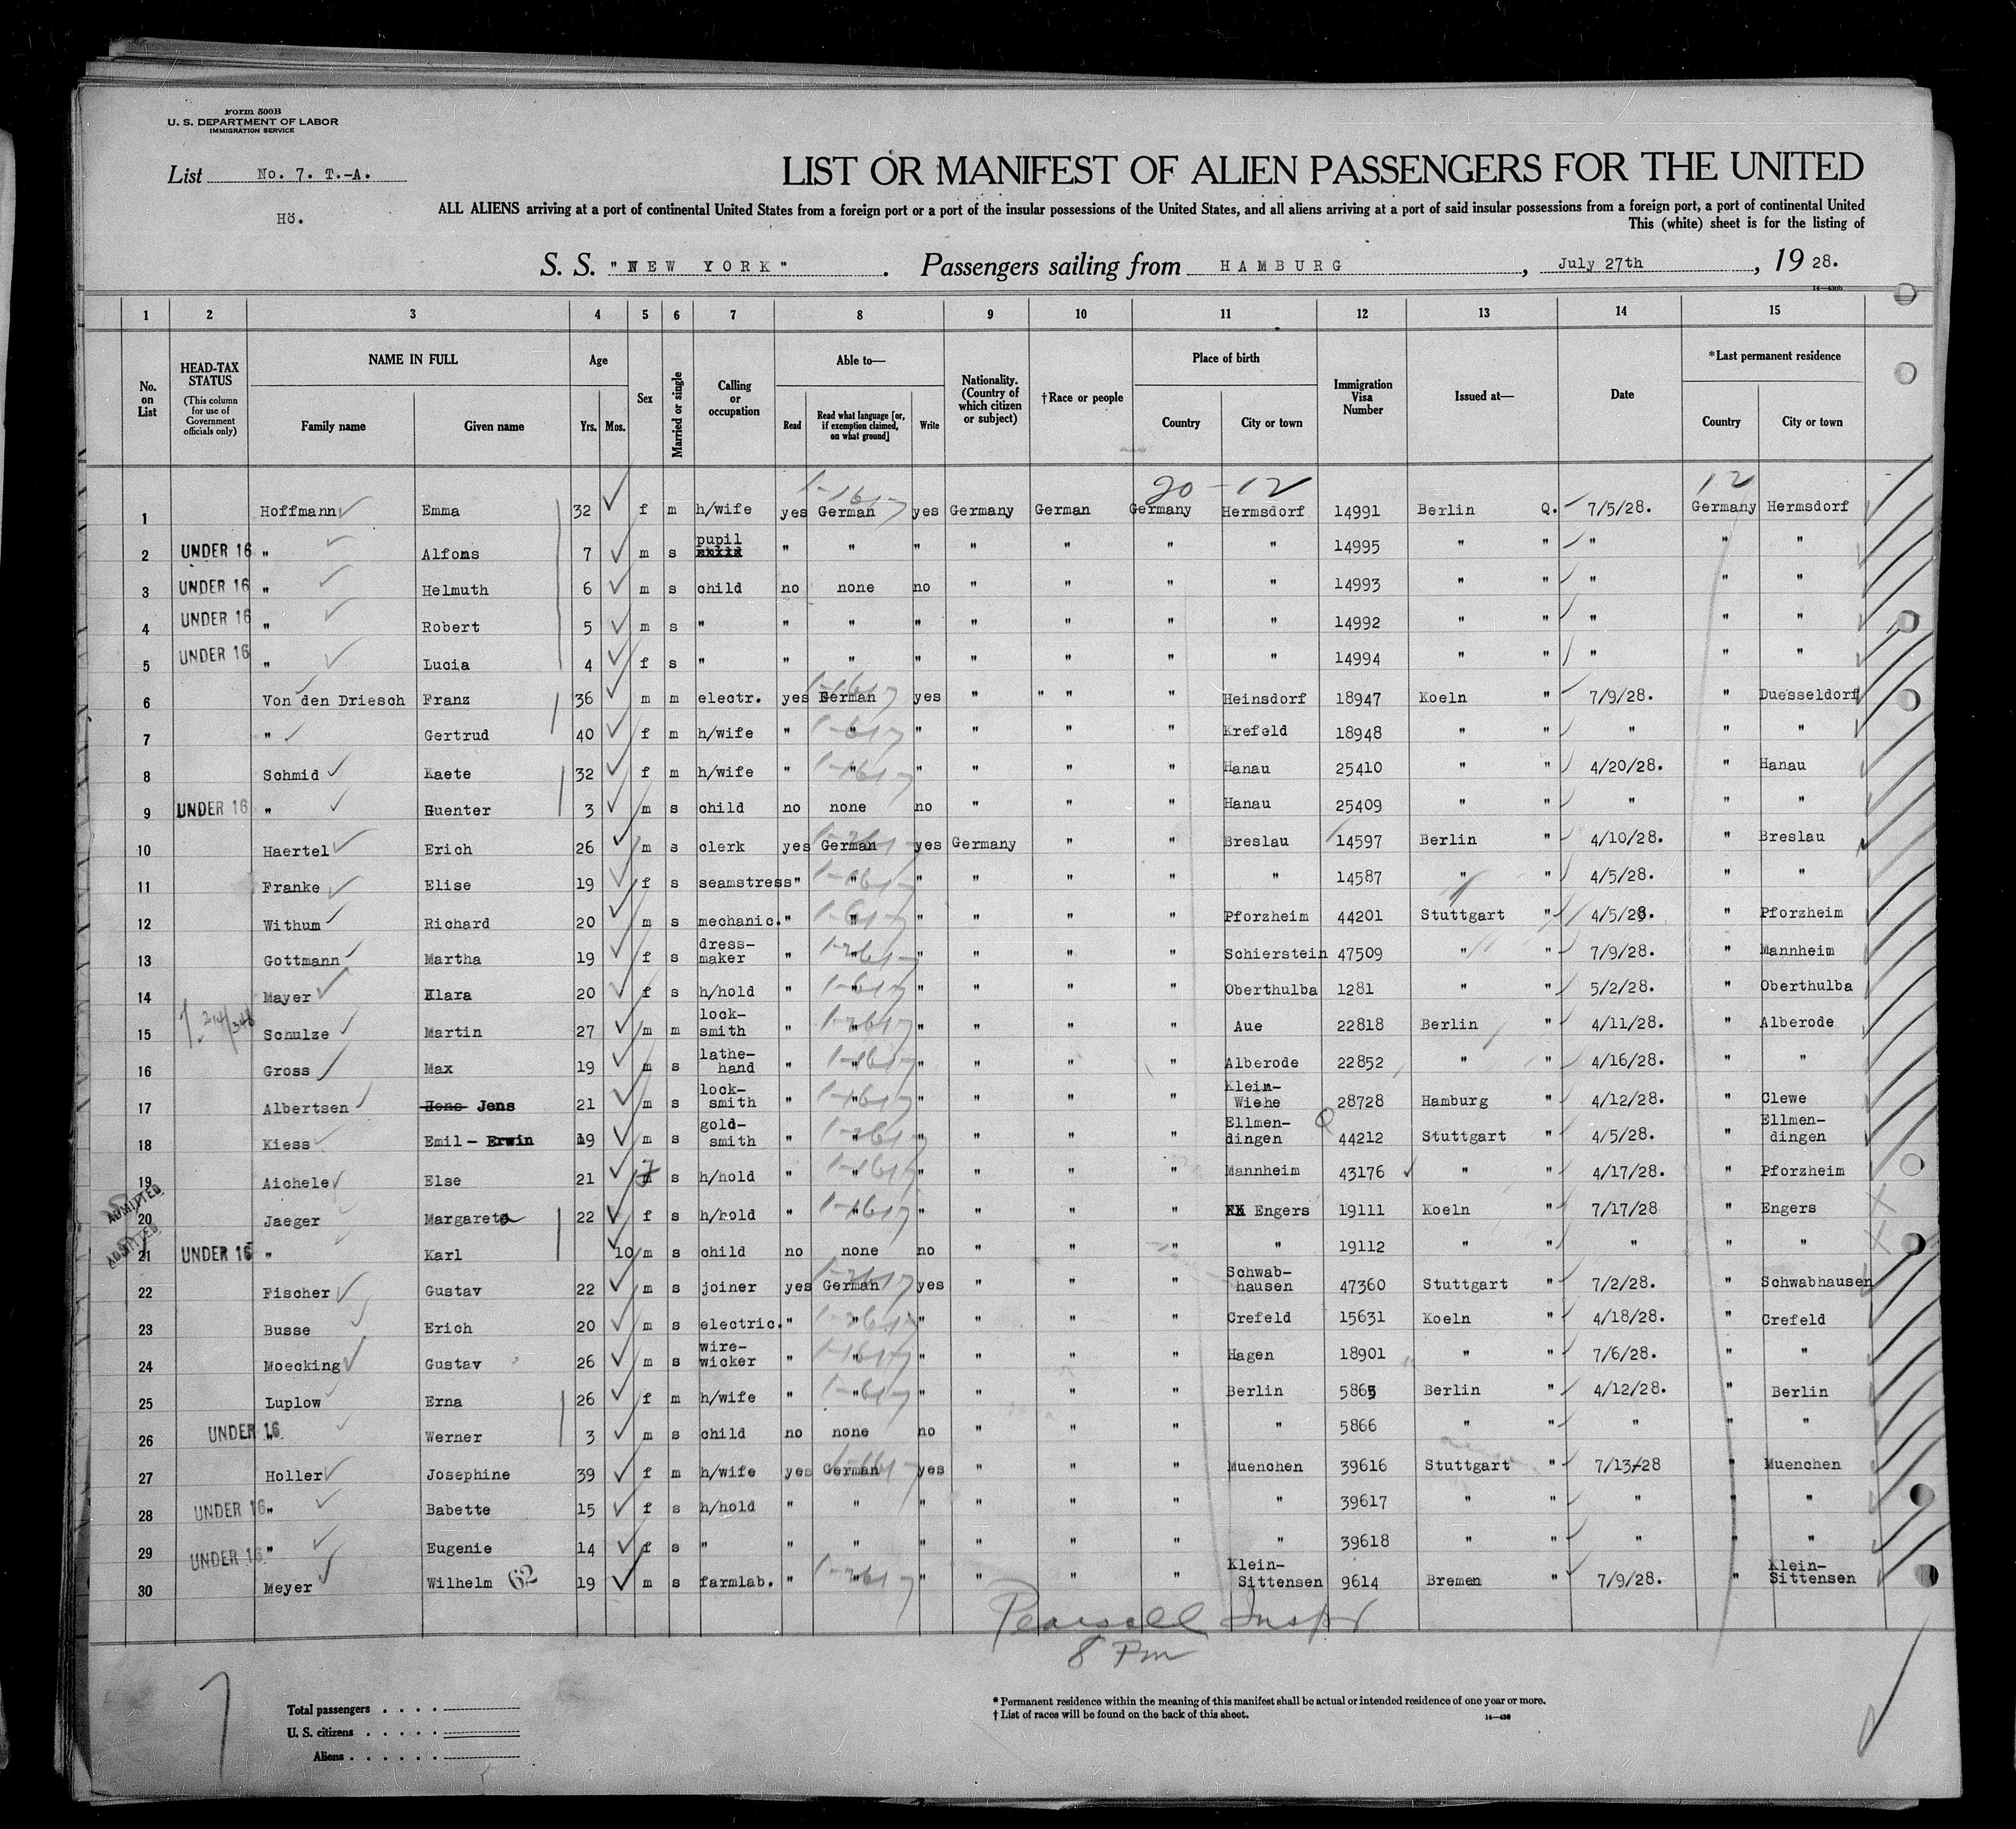 Form 500B
U. S. DEPARTMENT OF LABOR
IMMIGRATION SERVICE
List No. 7. T.-A.
Hö.
LIST OR MANIFEST OF ALIEN PASSENGERS FOR THE UNITED
ALL ALIENS arriving at a port of continental United States from a foreign port or a port of the insular possessions of the United States, and all aliens arriving at a port of said insular possessions from a foreign port, a port of continental United
This (white) sheet is for the listing of
S. S. "NEW YORK" . Passengers sailing from HAMBURG , July 27th , 19 28.
14—430b
1 2 3 4 5 6 7 8 9 10 11 12 13 14 15
No. on List
HEAD-TAX STATUS (This column for use of Government officials only)
NAME IN FULL
Family name Given name
Age
Yrs. Mos.
Sex
Married or single
Calling or occupation
Able to—
Read
Read what language [or, if exemption claimed, on what ground]
Write
Nationality. (Country of which citizen or subject)
†Race or people
Place of birth
Country City or town
Immigration Visa Number
Issued at—
Date
*Last permanent residence
Country City or town
20 - 12 12
1 Hoffmann Emma 32 f m h/wife yes German yes Germany German Germany Hermsdorf 14991 Berlin Q. 7/5/28. Germany Hermsdorf
2 UNDER 16 " Alfons 7 m s pupil " " " " " " " 14995 " " " " "
3 UNDER 16 " Helmuth 6 m s child no none no " " " " 14993 " " " " "
4 UNDER 16 " Robert 5 m s " " " " " " " 14992 " " " " "
5 UNDER 16 " Lucia 4 f s " " " " " " " 14994 " " " " "
6 Von den Driesch Franz 36 m m electr. yes German yes " " " " Heinsdorf 18947 Koeln " 7/9/28. " Duesseldorf
7 " Gertrud 40 f m h/wife " " " " " " Krefeld 18948 " " " " "
8 Schmid Kaete 32 f m h/wife " " " " " " Hanau 25410 " " 4/20/28. " Hanau
9 UNDER 16 " Guenter 3 m s child no none no " " " Hanau 25409 " " " " "
10 Haertel Erich 26 m s clerk yes German yes Germany " " Breslau 14597 Berlin " 4/10/28. " Breslau
11 Franke Elise 19 f s seamstress " " " " " " " 14587 " " 4/5/28. " "
12 Withum Richard 20 m s mechanic. " " " " " " Pforzheim 44201 Stuttgart " 4/5/28. " Pforzheim
13 Gottmann Martha 19 f s dress-maker " " " " " " Schierstein 47509 " " 7/9/28. " Mannheim
14 Mayer Klara 20 f s h/hold " " " " " " Oberthulba 1281 " " 5/2/28. " Oberthulba
15 Schulze Martin 27 m m lock-smith " " " " " " Aue 22818 Berlin " 4/11/28. " Alberode
16 Gross Max 19 m s lathe-hand " " " " " " Alberode 22852 " " 4/16/28. " "
17 Albertsen Hens Jens 21 m s lock-smith " " " " " " Klein-Wiehe 28728 Hamburg " 4/12/28. " Clewe
18 Kiess Emil - Erwin 19 m s gold-smith " " " " " " Ellmen-dingen 44212 Stuttgart " 4/5/28. " Ellmen-dingen
19 Aichele Else 21 f s h/hold " " " " " " Mannheim 43176 " " 4/17/28. " Pforzheim
20 ADMITTED Jaeger Margareta 22 f s h/hold " " " " " " Engers 19111 Koeln " 7/17/28 " Engers
21 ADMITTED UNDER 16 " Karl 10 m s child no none no " " " " 19112 " " " " "
22 Fischer Gustav 22 m s joiner yes German yes " " " Schwab-hausen 47360 Stuttgart " 7/2/28. " Schwabhausen
23 Busse Erich 20 m s electric. " " " " " " Crefeld 15631 Koeln " 4/18/28. " Crefeld
24 Moecking Gustav 26 m s wire-wicker " " " " " " Hagen 18901 " " 7/6/28. " "
25 Luplow Erna 26 f m h/wife " " " " " " Berlin 5865 Berlin " 4/12/28. " Berlin
26 UNDER 16 " Werner 3 m s child no none no " " " " 5866 " " " " "
27 Holler Josephine 39 f m h/wife yes German yes " " " Muenchen 39616 Stuttgart " 7/13/28 " Muenchen
28 UNDER 16 " Babette 15 f s h/hold " " " " " " " 39617 " " " " "
29 UNDER 16 " Eugenie 14 f s " " " " " " " " 39618 " " " " "
30 Meyer Wilhelm 62 19 m s farmlab. " " " " " " Klein-Sittensen 9614 Bremen " 7/9/28. " Klein-Sittensen
Pearsall Inspr
8 Pm
7
Total passengers . . . .
U. S. citizens . . . . .
Aliens . . . . . .
* Permanent residence within the meaning of this manifest shall be actual or intended residence of one year or more.
† List of races will be found on the back of this sheet.
14—430